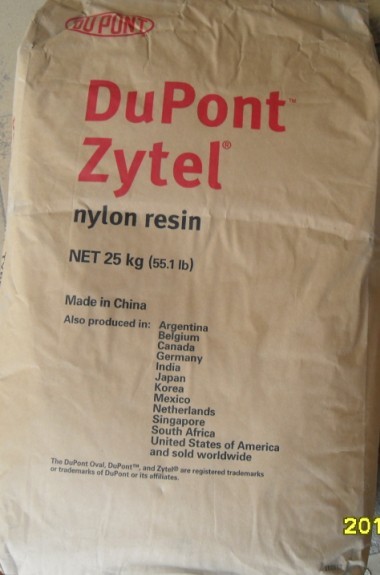 DU PONT
DuPont™
Zytel®
nylon resin
NET 25 kg (55.1 lb)
Made in China
Also produced in: Argentina
Belgium
Canada
Germany
India
Japan
Korea
Mexico
Netherlands
Singapore
South Africa
United States of America
and sold worldwide
The DuPont Oval, DuPont™, and Zytel® are registered trademarks
or trademarks of DuPont or its affiliates.
201